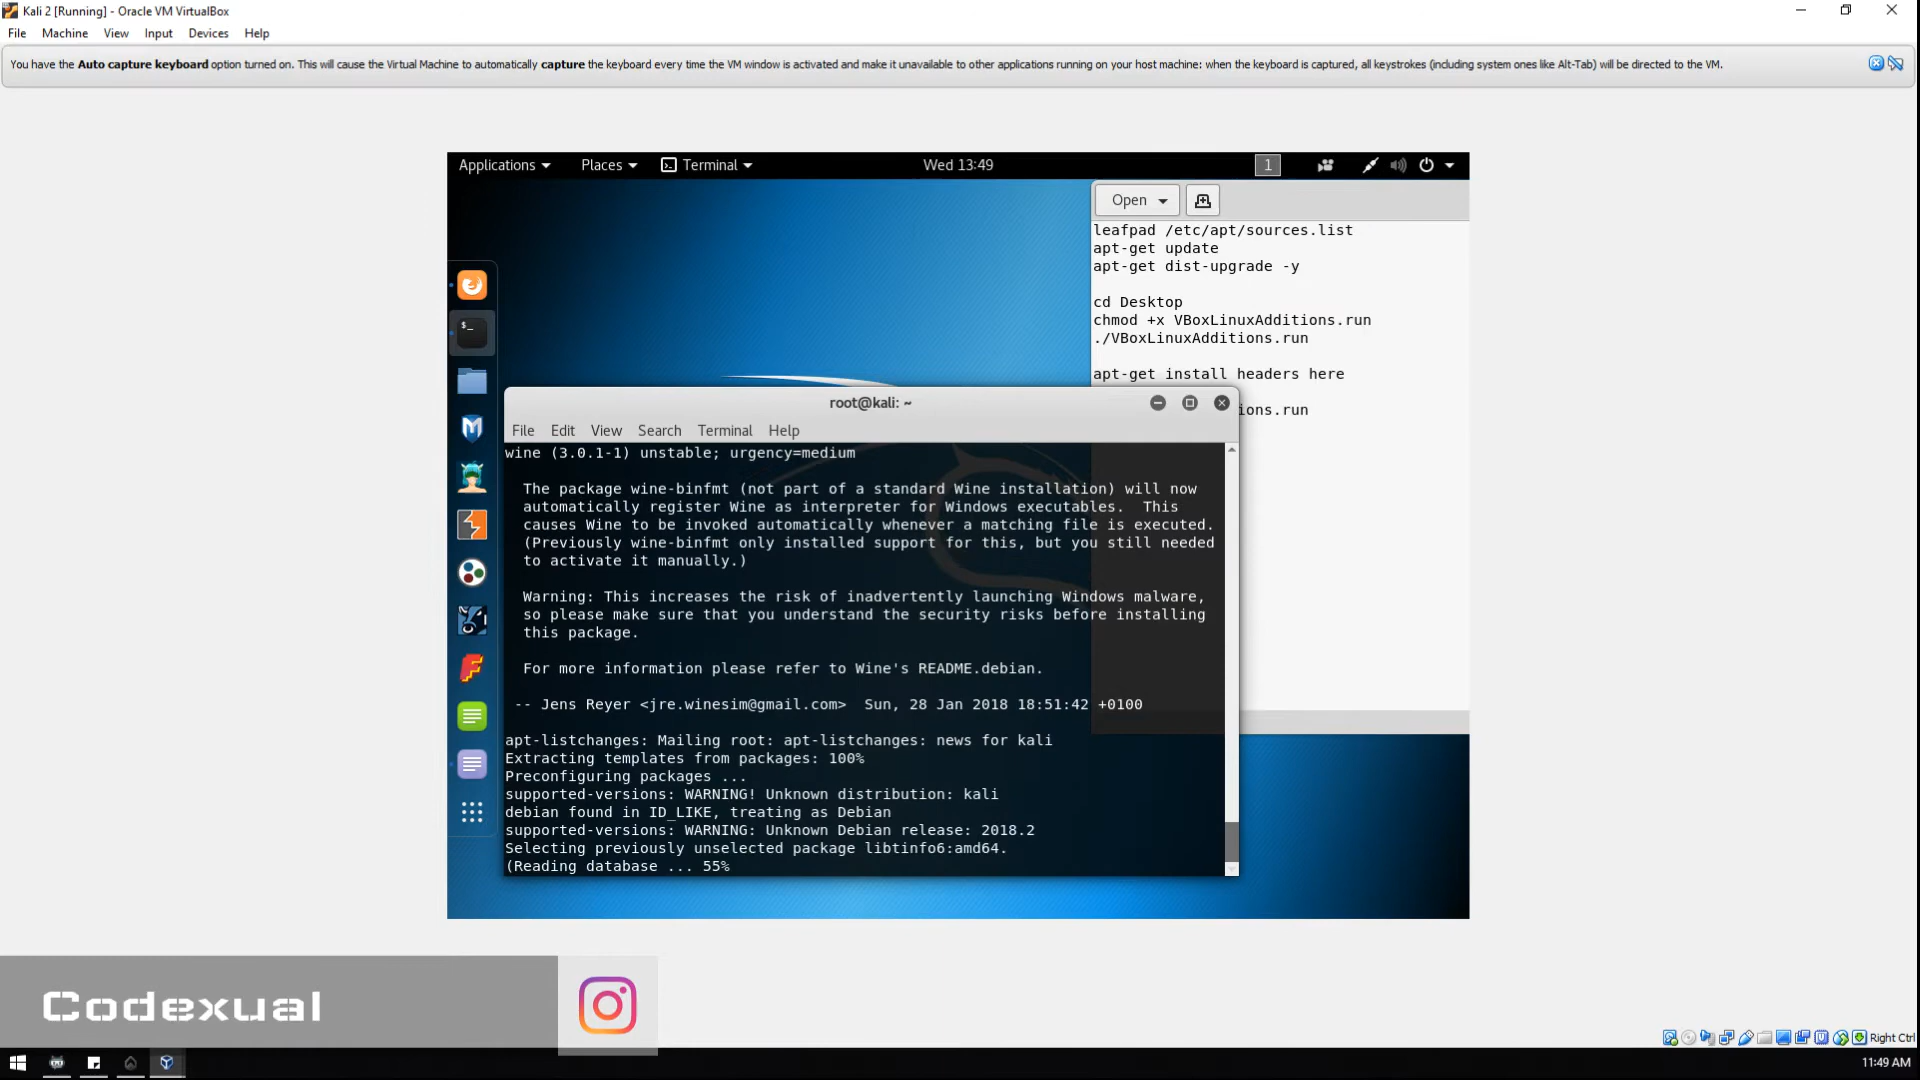 Kali 2 [Running] - Oracle VM VirtualBox
File Machine View Input Devices Help
You have the Auto capture keyboard option turned on. This will cause the Virtual Machine to automatically capture the keyboard every time the VM window is activated and make it unavailable to other applications running on your host machine: when the keyboard is captured, all keystrokes (including system ones like Alt-Tab) will be directed to the VM.
Applications Places Terminal Wed 13:49 1
Open
leafpad /etc/apt/sources.list
apt-get update
apt-get dist-upgrade -y
cd Desktop
chmod +x VBoxLinuxAdditions.run
./VBoxLinuxAdditions.run
apt-get install headers here
ions.run
root@kali: ~
File Edit View Search Terminal Help
wine (3.0.1-1) unstable; urgency=medium
The package wine-binfmt (not part of a standard Wine installation) will now
automatically register Wine as interpreter for Windows executables. This
causes Wine to be invoked automatically whenever a matching file is executed.
(Previously wine-binfmt only installed support for this, but you still needed
to activate it manually.)
Warning: This increases the risk of inadvertently launching Windows malware,
so please make sure that you understand the security risks before installing
this package.
For more information please refer to Wine's README.debian.
-- Jens Reyer <jre.winesim@gmail.com> Sun, 28 Jan 2018 18:51:42 +0100
apt-listchanges: Mailing root: apt-listchanges: news for kali
Extracting templates from packages: 100%
Preconfiguring packages ...
supported-versions: WARNING! Unknown distribution: kali
debian found in ID_LIKE, treating as Debian
supported-versions: WARNING: Unknown Debian release: 2018.2
Selecting previously unselected package libtinfo6:amd64.
(Reading database ... 55%
Codexual
Right Ctrl
11:49 AM